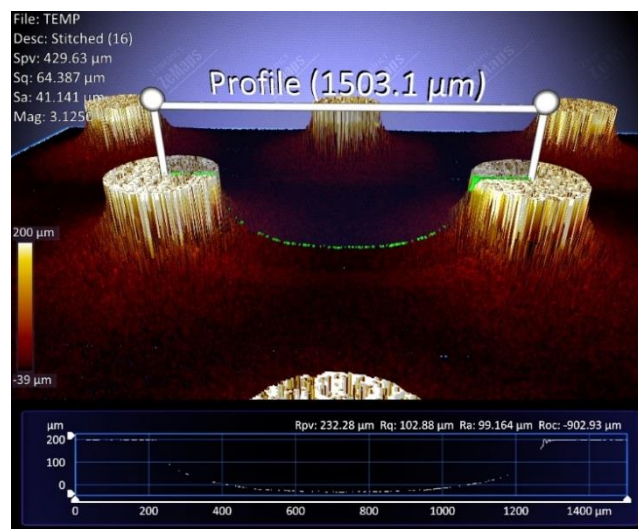 File: TEMP
Desc: Stitched (16)
Spv: 429.63 µm
Sq: 64.387 µm
Sa: 41.141 µm
Mag: 3.1256
Profile (1503.1 µm)
200 µm
-39 µm
µm
Rpv: 232.28 µm Rq: 102.88 µm Ra: 99.164 µm Roc: -902.93 µm
200
100
0
0 200 400 600 800 1000 1200 1400 µm